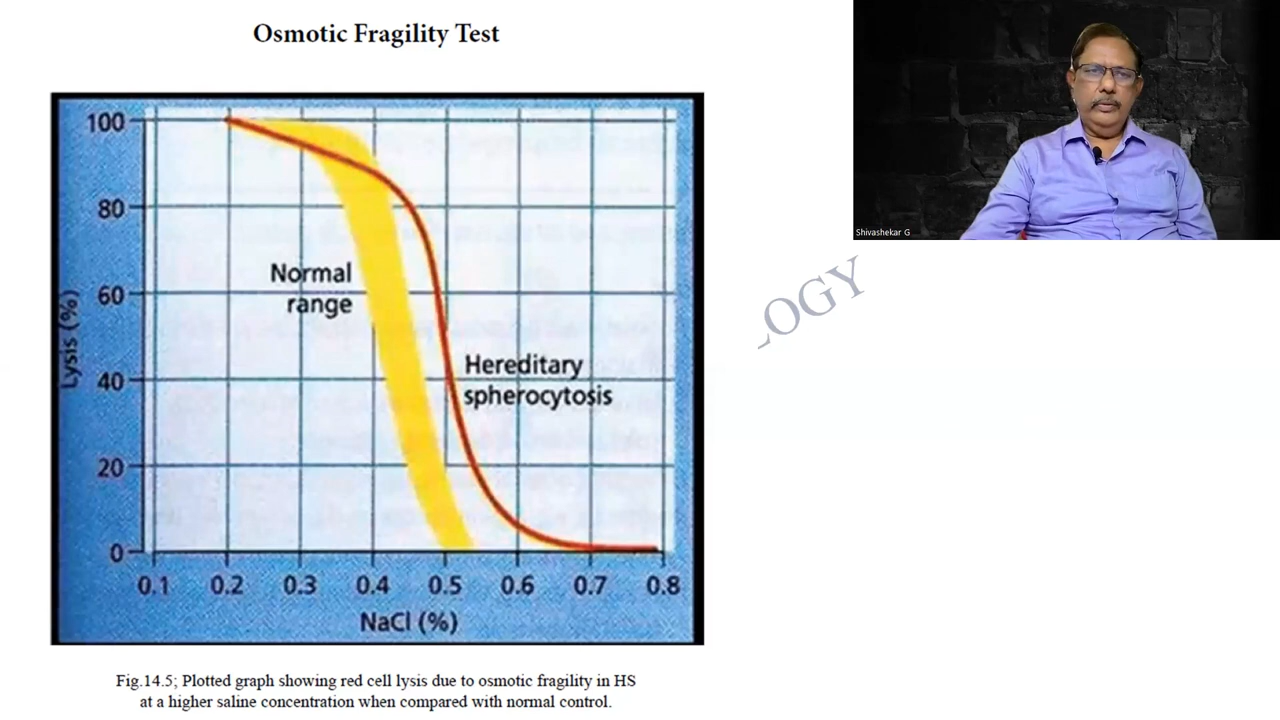 Osmotic Fragility Test
100
80
60
40
20
0
Lysis (%)
Normal
range
Hereditary
spherocytosis
0.1 0.2 0.3 0.4 0.5 0.6 0.7 0.8
NaCl (%)
Fig.14.5; Plotted graph showing red cell lysis due to osmotic fragility in HS
at a higher saline concentration when compared with normal control.
Shivashekar G
LOGY